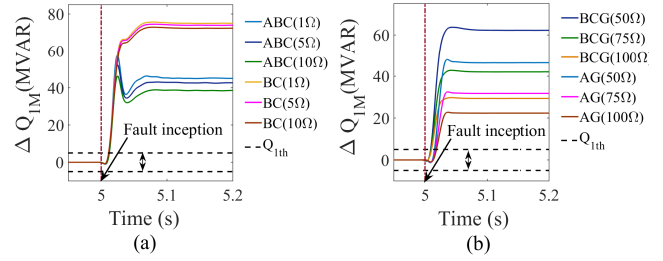 Δ Q1M(MVAR)
80
60
40
20
0
5
5.1
5.2
Time (s)
Fault inception
ABC(1Ω)
ABC(5Ω)
ABC(10Ω)
BC(1Ω)
BC(5Ω)
BC(10Ω)
Q1th
(a)
Δ Q1M(MVAR)
60
40
20
0
5
5.1
5.2
Time (s)
Fault inception
BCG(50Ω)
BCG(75Ω)
BCG(100Ω)
AG(50Ω)
AG(75Ω)
AG(100Ω)
Q1th
(b)